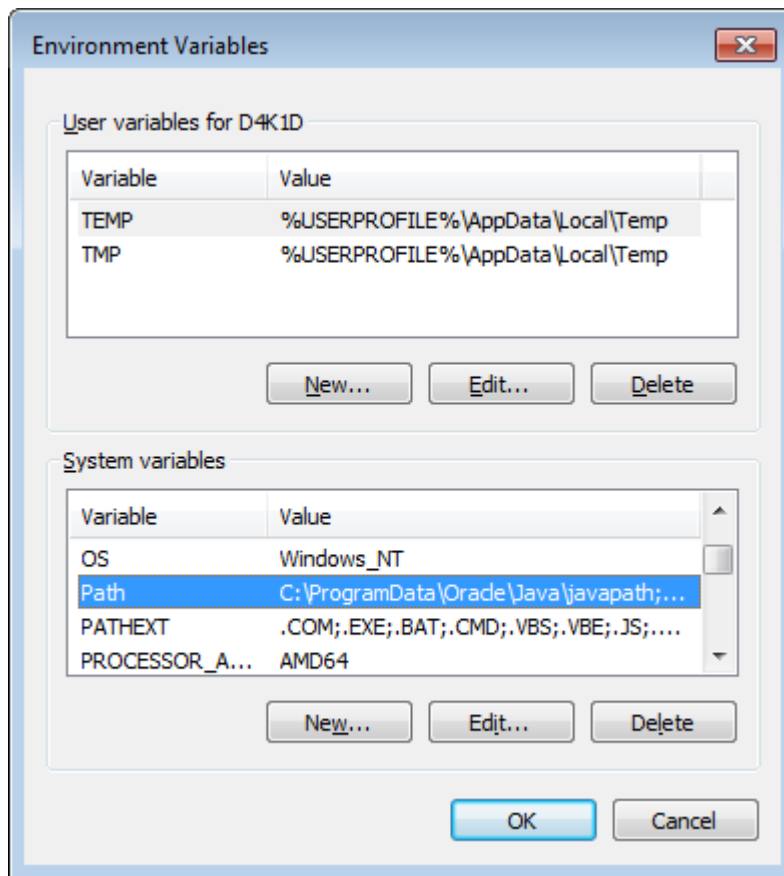 Environment Variables
User variables for D4K1D
Variable Value
TEMP %USERPROFILE%\AppData\Local\Temp
TMP %USERPROFILE%\AppData\Local\Temp
New... Edit... Delete
System variables
Variable Value
OS Windows_NT
Path C:\ProgramData\Oracle\Java\javapath;...
PATHEXT .COM;.EXE;.BAT;.CMD;.VBS;.VBE;.JS;....
PROCESSOR_A... AMD64
New... Edit... Delete
OK Cancel